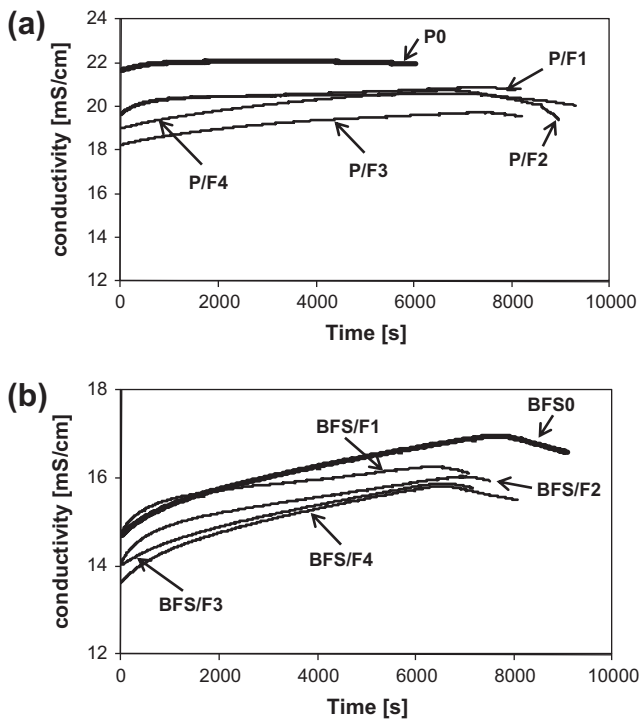 (a)
conductivity [mS/cm]
24
22
20
18
16
14
12
P0
P/F1
P/F2
P/F3
P/F4
0 2000 4000 6000 8000 10000
Time [s]
(b)
conductivity [mS/cm]
18
16
14
12
BFS0
BFS/F1
BFS/F2
BFS/F4
BFS/F3
0 2000 4000 6000 8000 10000
Time [s]